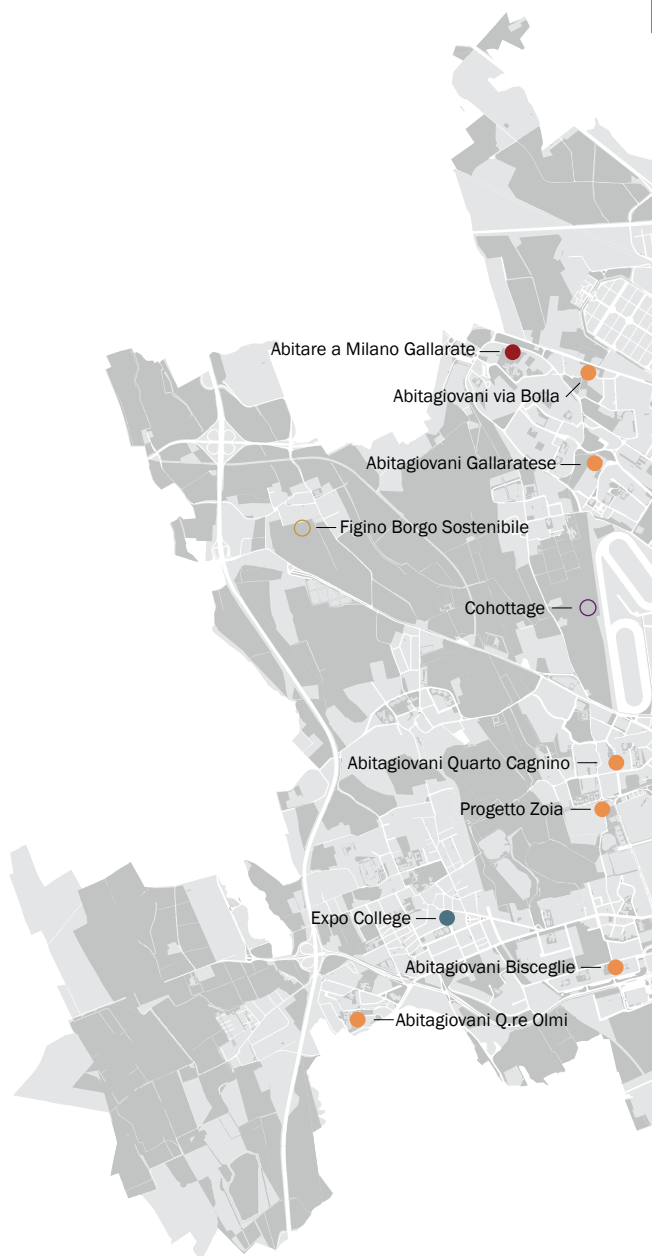 Abitare a Milano Gallarate
Abitagiovani via Bolla
Abitagiovani Gallaratese
Figino Borgo Sostenibile
Cohottage
Abitagiovani Quarto Cagnino
Progetto Zoia
Expo College
Abitagiovani Bisceglie
Abitagiovani Q.re Olmi